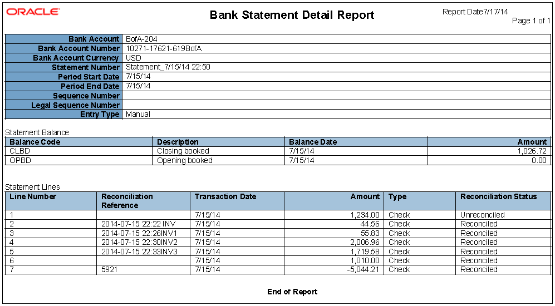 ORACLE
Bank Statement Detail Report
Report Date7/17/14
Page 1 of 1
Bank Account BofA-204
Bank Account Number 10271-17621-619BofA
Bank Account Currency USD
Statement Number Statement_7/15/14 22:50
Period Start Date 7/15/14
Period End Date 7/15/14
Sequence Number
Legal Sequence Number
Entry Type Manual
Statement Balance
Balance Code Description Balance Date Amount
CLBD Closing booked 7/15/14 1,026.72
OPBD Opening booked 7/15/14 0.00
Statement Lines
Line Number Reconciliation Reference Transaction Date Amount Type Reconciliation Status
1 7/15/14 1,234.00 Check Unreconciled
2 2014-07-15 22:22 INV 7/15/14 44.56 Check Reconciled
3 2014-07-15 22:26INV1 7/15/14 55.80 Check Reconciled
4 2014-07-15 22:30INV2 7/15/14 2,006.98 Check Reconciled
5 2014-07-15 22:33INV3 7/15/14 1,719.59 Check Reconciled
6 7/15/14 1,010.00 Check Reconciled
7 5921 7/15/14 -5,044.21 Check Reconciled
End of Report